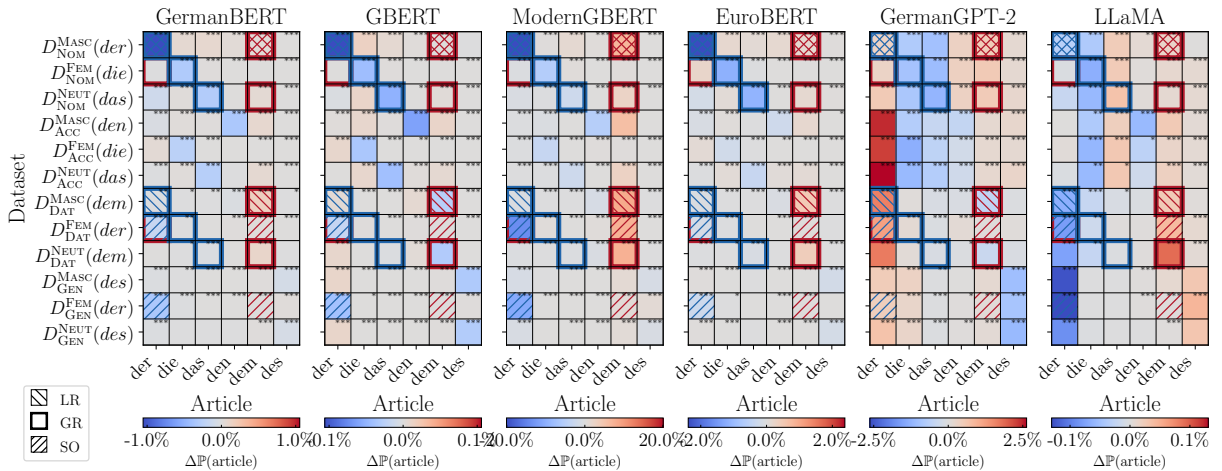 GermanBERT GBERT ModernGBERT EuroBERT GermanGPT-2 LLaMA
Dataset
D^MASC_NOM(der)
D^FEM_NOM(die)
D^NEUT_NOM(das)
D^MASC_ACC(den)
D^FEM_ACC(die)
D^NEUT_ACC(das)
D^MASC_DAT(dem)
D^FEM_DAT(der)
D^NEUT_DAT(dem)
D^MASC_GEN(des)
D^FEM_GEN(der)
D^NEUT_GEN(des)
der die das den dem des der die das den dem des der die das den dem des der die das den dem des der die das den dem des der die das den dem des
LR
GR
SO
Article Article Article Article Article Article
-1.0% 0.0% 1.0% -0.1% 0.0% 0.1% -20.0% 0.0% 20.0% -2.0% 0.0% 2.0% -2.5% 0.0% 2.5% -0.1% 0.0% 0.1%
Δℙ(article) Δℙ(article) Δℙ(article) Δℙ(article) Δℙ(article) Δℙ(article)